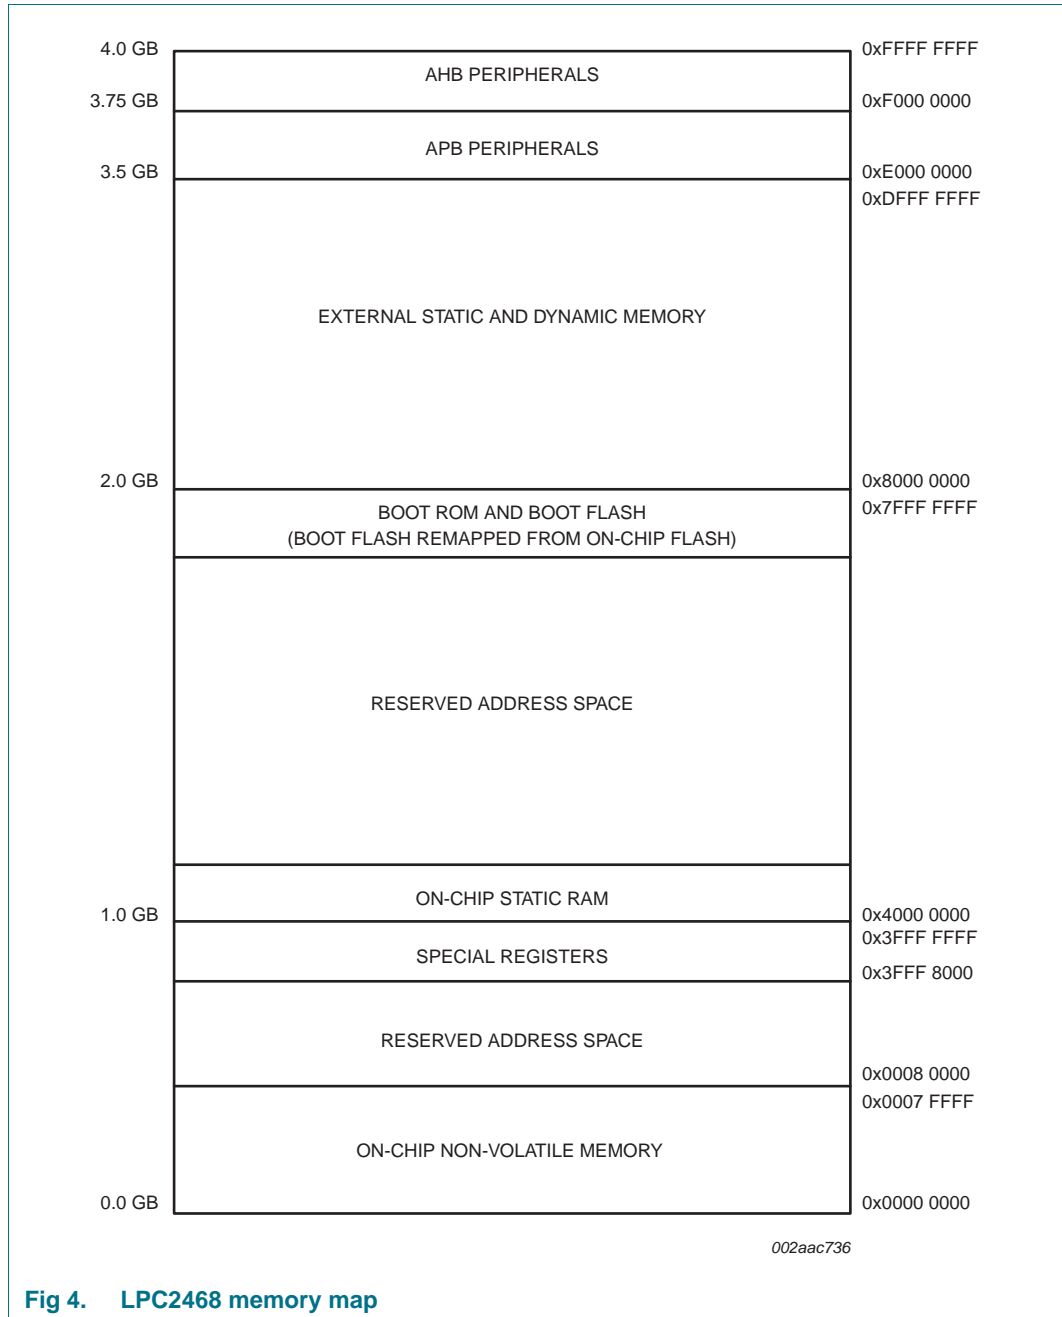 4.0 GB
0xFFFF FFFF
AHB PERIPHERALS
3.75 GB
0xF000 0000
APB PERIPHERALS
3.5 GB
0xE000 0000
0xDFFF FFFF
EXTERNAL STATIC AND DYNAMIC MEMORY
2.0 GB
0x8000 0000
0x7FFF FFFF
BOOT ROM AND BOOT FLASH
(BOOT FLASH REMAPPED FROM ON-CHIP FLASH)
RESERVED ADDRESS SPACE
ON-CHIP STATIC RAM
1.0 GB
0x4000 0000
0x3FFF FFFF
SPECIAL REGISTERS
0x3FFF 8000
RESERVED ADDRESS SPACE
0x0008 0000
0x0007 FFFF
ON-CHIP NON-VOLATILE MEMORY
0.0 GB
0x0000 0000
002aac736
Fig 4. LPC2468 memory map